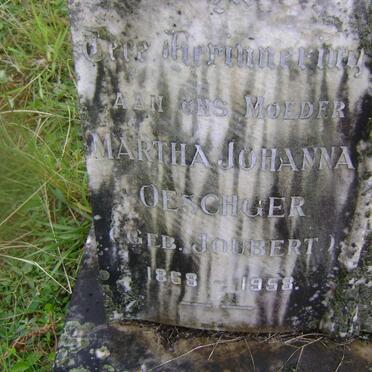 Ter Herinnering
AAN ONS MOEDER
MARTHA JOHANNA
OESCHGER
(GEB. JOUBERT)
1868 - 1958.